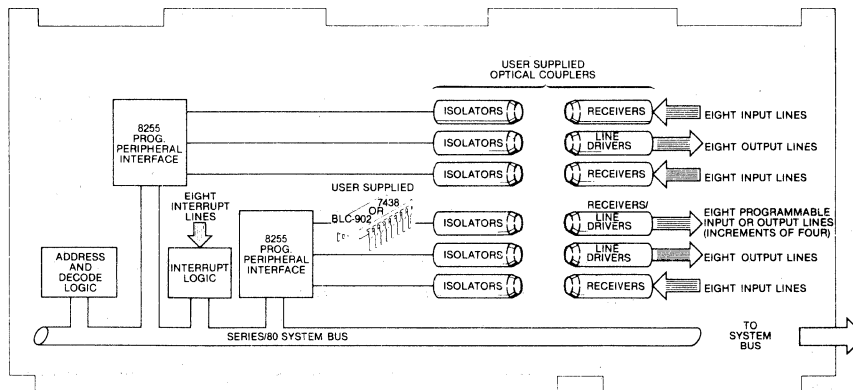 USER SUPPLIED
OPTICAL COUPLERS
8255
PROG.
PERIPHERAL
INTERFACE
ISOLATORS
RECEIVERS
EIGHT INPUT LINES
ISOLATORS
LINE
DRIVERS
EIGHT OUTPUT LINES
ISOLATORS
RECEIVERS
EIGHT INPUT LINES
EIGHT
INTERRUPT
LINES
USER SUPPLIED
7438
OR
BLC-902
8255
PROG.
PERIPHERAL
INTERFACE
ISOLATORS
RECEIVERS/
LINE
DRIVERS
EIGHT PROGRAMMABLE
INPUT OR OUTPUT LINES
(INCREMENTS OF FOUR)
ADDRESS
AND
DECODE
LOGIC
INTERRUPT
LOGIC
ISOLATORS
LINE
DRIVERS
EIGHT OUTPUT LINES
ISOLATORS
RECEIVERS
EIGHT INPUT LINES
SERIES/80 SYSTEM BUS
TO
SYSTEM
BUS